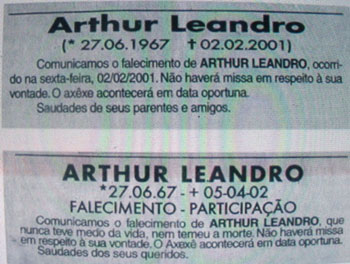 Arthur Leandro
(* 27.06.1967 † 02.02.2001)
Comunicamos o falecimento de ARTHUR LEANDRO, ocorri-
do na sexta-feira, 02/02/2001. Não haverá missa em respeito à sua
vontade. O axêxe acontecerá em data oportuna.
Saudades de seus parentes e amigos.
ARTHUR LEANDRO
*27.06.67 - + 05-04-02
FALECIMENTO - PARTICIPAÇÃO
Comunicamos o falecimento de ARTHUR LEANDRO, que
nunca teve medo da vida, nem temeu a morte. Não haverá missa
em respeito à sua vontade. O Axexê acontecerá em data oportuna.
Saudades dos seus queridos.